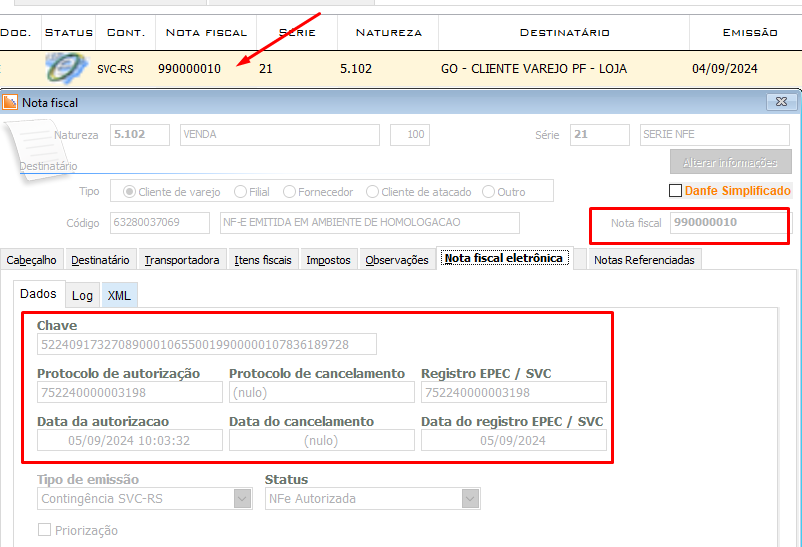 DOC. STATUS CONT. NOTA FISCAL SÉRIE NATUREZA DESTINATÁRIO EMISSÃO
SVC-RS 990000010 21 5.102 GO - CLIENTE VAREJO PF - LOJA 04/09/2024
Nota fiscal
Natureza 5.102 VENDA 100 Série 21 SERIE NFE
Destinatário Alterar informações
Tipo Cliente de varejo Filial Fornecedor Cliente de atacado Outro Danfe Simplificado
Código 63280037069 NF-E EMITIDA EM AMBIENTE DE HOMOLOGACAO Nota fiscal 990000010
Cabeçalho Destinatário Transportadora Itens fiscais Impostos Observações Nota fiscal eletrônica Notas Referenciadas
Dados Log XML
Chave
52240917327089000106550019900000107836189728
Protocolo de autorização Protocolo de cancelamento Registro EPEC / SVC
752240000003198 (nulo) 752240000003198
Data da autorizacao Data do cancelamento Data do registro EPEC / SVC
05/09/2024 10:03:32 (nulo) 05/09/2024
Tipo de emissão Status
Contingência SVC-RS NFe Autorizada
Priorização